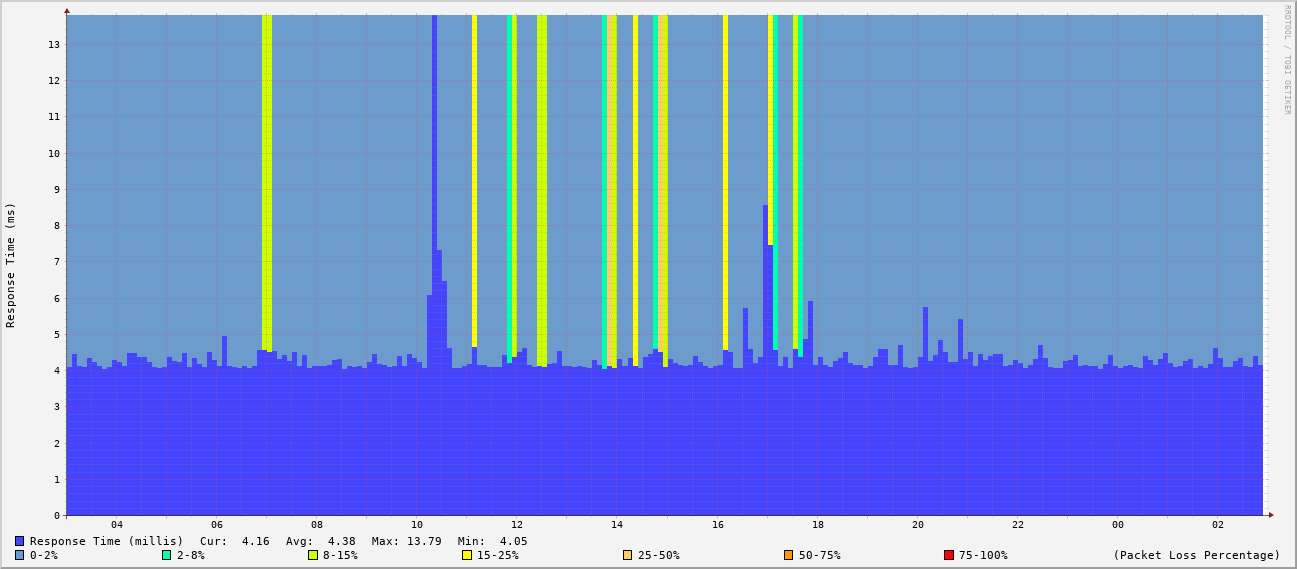 RRDTOOL / TOBI OETIKER
Response Time (ms)
13
12
11
10
9
8
7
6
5
4
3
2
1
0
04 06 08 10 12 14 16 18 20 22 00 02
Response Time (millis) Cur: 4.16 Avg: 4.38 Max: 13.79 Min: 4.05
0-2% 2-8% 8-15% 15-25% 25-50% 50-75% 75-100% (Packet Loss Percentage)